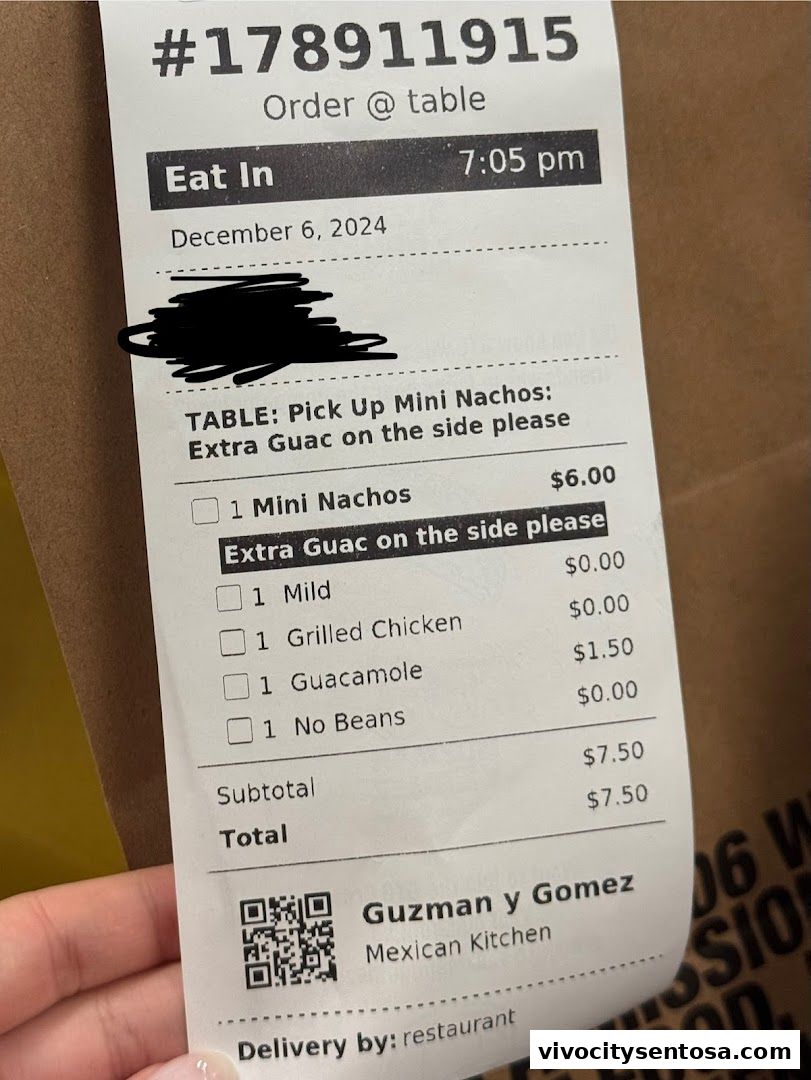 #178911915
Order @ table
Eat In 7:05 pm
December 6, 2024
TABLE: Pick Up Mini Nachos:
Extra Guac on the side please
1 Mini Nachos $6.00
Extra Guac on the side please
1 Mild $0.00
1 Grilled Chicken $0.00
1 Guacamole $1.50
1 No Beans $0.00
Subtotal $7.50
Total $7.50
Guzman y Gomez
Mexican Kitchen
Delivery by: restaurant
vivocitysentosa.com